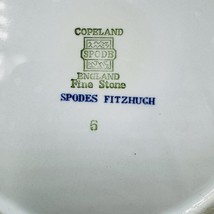 COPELAND
SPODE
ENGLAND
Fine Stone
SPODES FITZHUGH
6